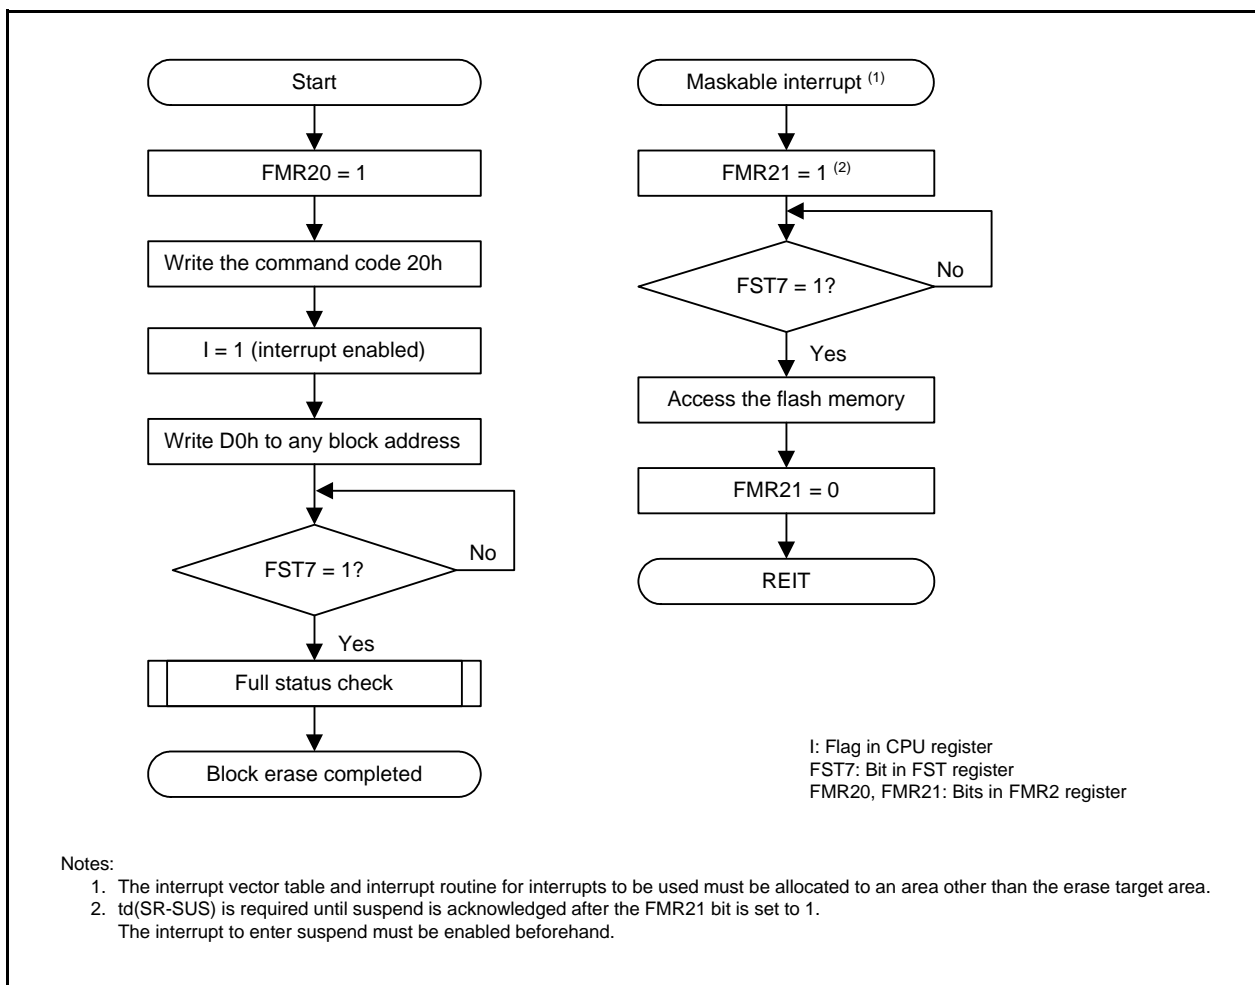 Start
FMR20 = 1
Write the command code 20h
I = 1 (interrupt enabled)
Write D0h to any block address
FST7 = 1?
No
Yes
Full status check
Block erase completed
Maskable interrupt (1)
FMR21 = 1 (2)
FST7 = 1?
No
Yes
Access the flash memory
FMR21 = 0
REIT
I: Flag in CPU register
FST7: Bit in FST register
FMR20, FMR21: Bits in FMR2 register
Notes:
1. The interrupt vector table and interrupt routine for interrupts to be used must be allocated to an area other than the erase target area.
2. td(SR-SUS) is required until suspend is acknowledged after the FMR21 bit is set to 1.
The interrupt to enter suspend must be enabled beforehand.